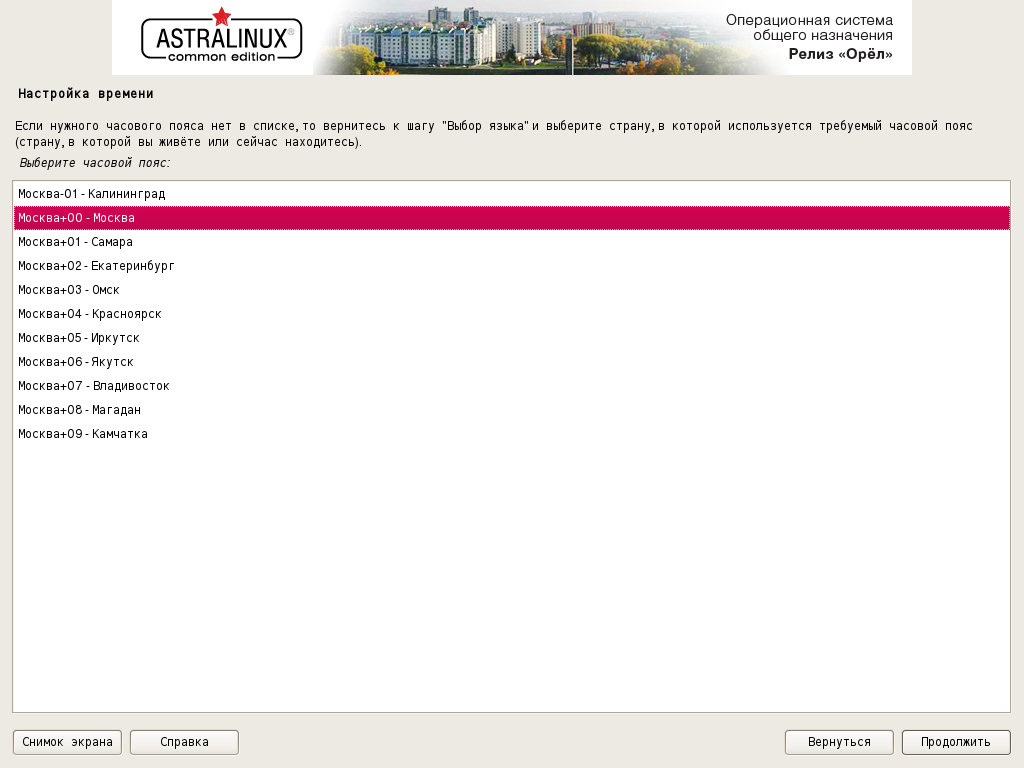 ASTRALINUX®
common edition
Операционная система
общего назначения
Релиз «Орёл»
Настройка времени
Если нужного часового пояса нет в списке, то вернитесь к шагу "Выбор языка" и выберите страну, в которой используется требуемый часовой пояс
(страну, в которой вы живёте или сейчас находитесь).
Выберите часовой пояс:
Москва-01 - Калининград
Москва+00 - Москва
Москва+01 - Самара
Москва+02 - Екатеринбург
Москва+03 - Омск
Москва+04 - Красноярск
Москва+05 - Иркутск
Москва+06 - Якутск
Москва+07 - Владивосток
Москва+08 - Магадан
Москва+09 - Камчатка
Снимок экрана
Справка
Вернуться
Продолжить